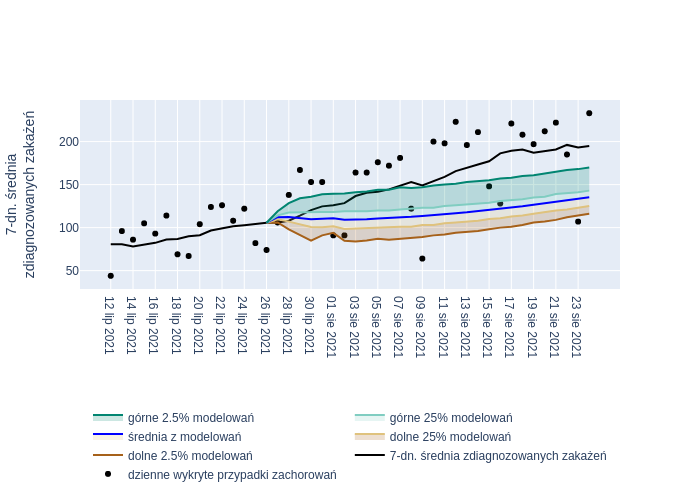 7-dn. średnia
zdiagnozowanych zakażeń
200
150
100
50
12 lip 2021
14 lip 2021
16 lip 2021
18 lip 2021
20 lip 2021
22 lip 2021
24 lip 2021
26 lip 2021
28 lip 2021
30 lip 2021
01 sie 2021
03 sie 2021
05 sie 2021
07 sie 2021
09 sie 2021
11 sie 2021
13 sie 2021
15 sie 2021
17 sie 2021
19 sie 2021
21 sie 2021
23 sie 2021
górne 2.5% modelowań
górne 25% modelowań
średnia z modelowań
dolne 25% modelowań
dolne 2.5% modelowań
7-dn. średnia zdiagnozowanych zakażeń
dzienne wykryte przypadki zachorowań